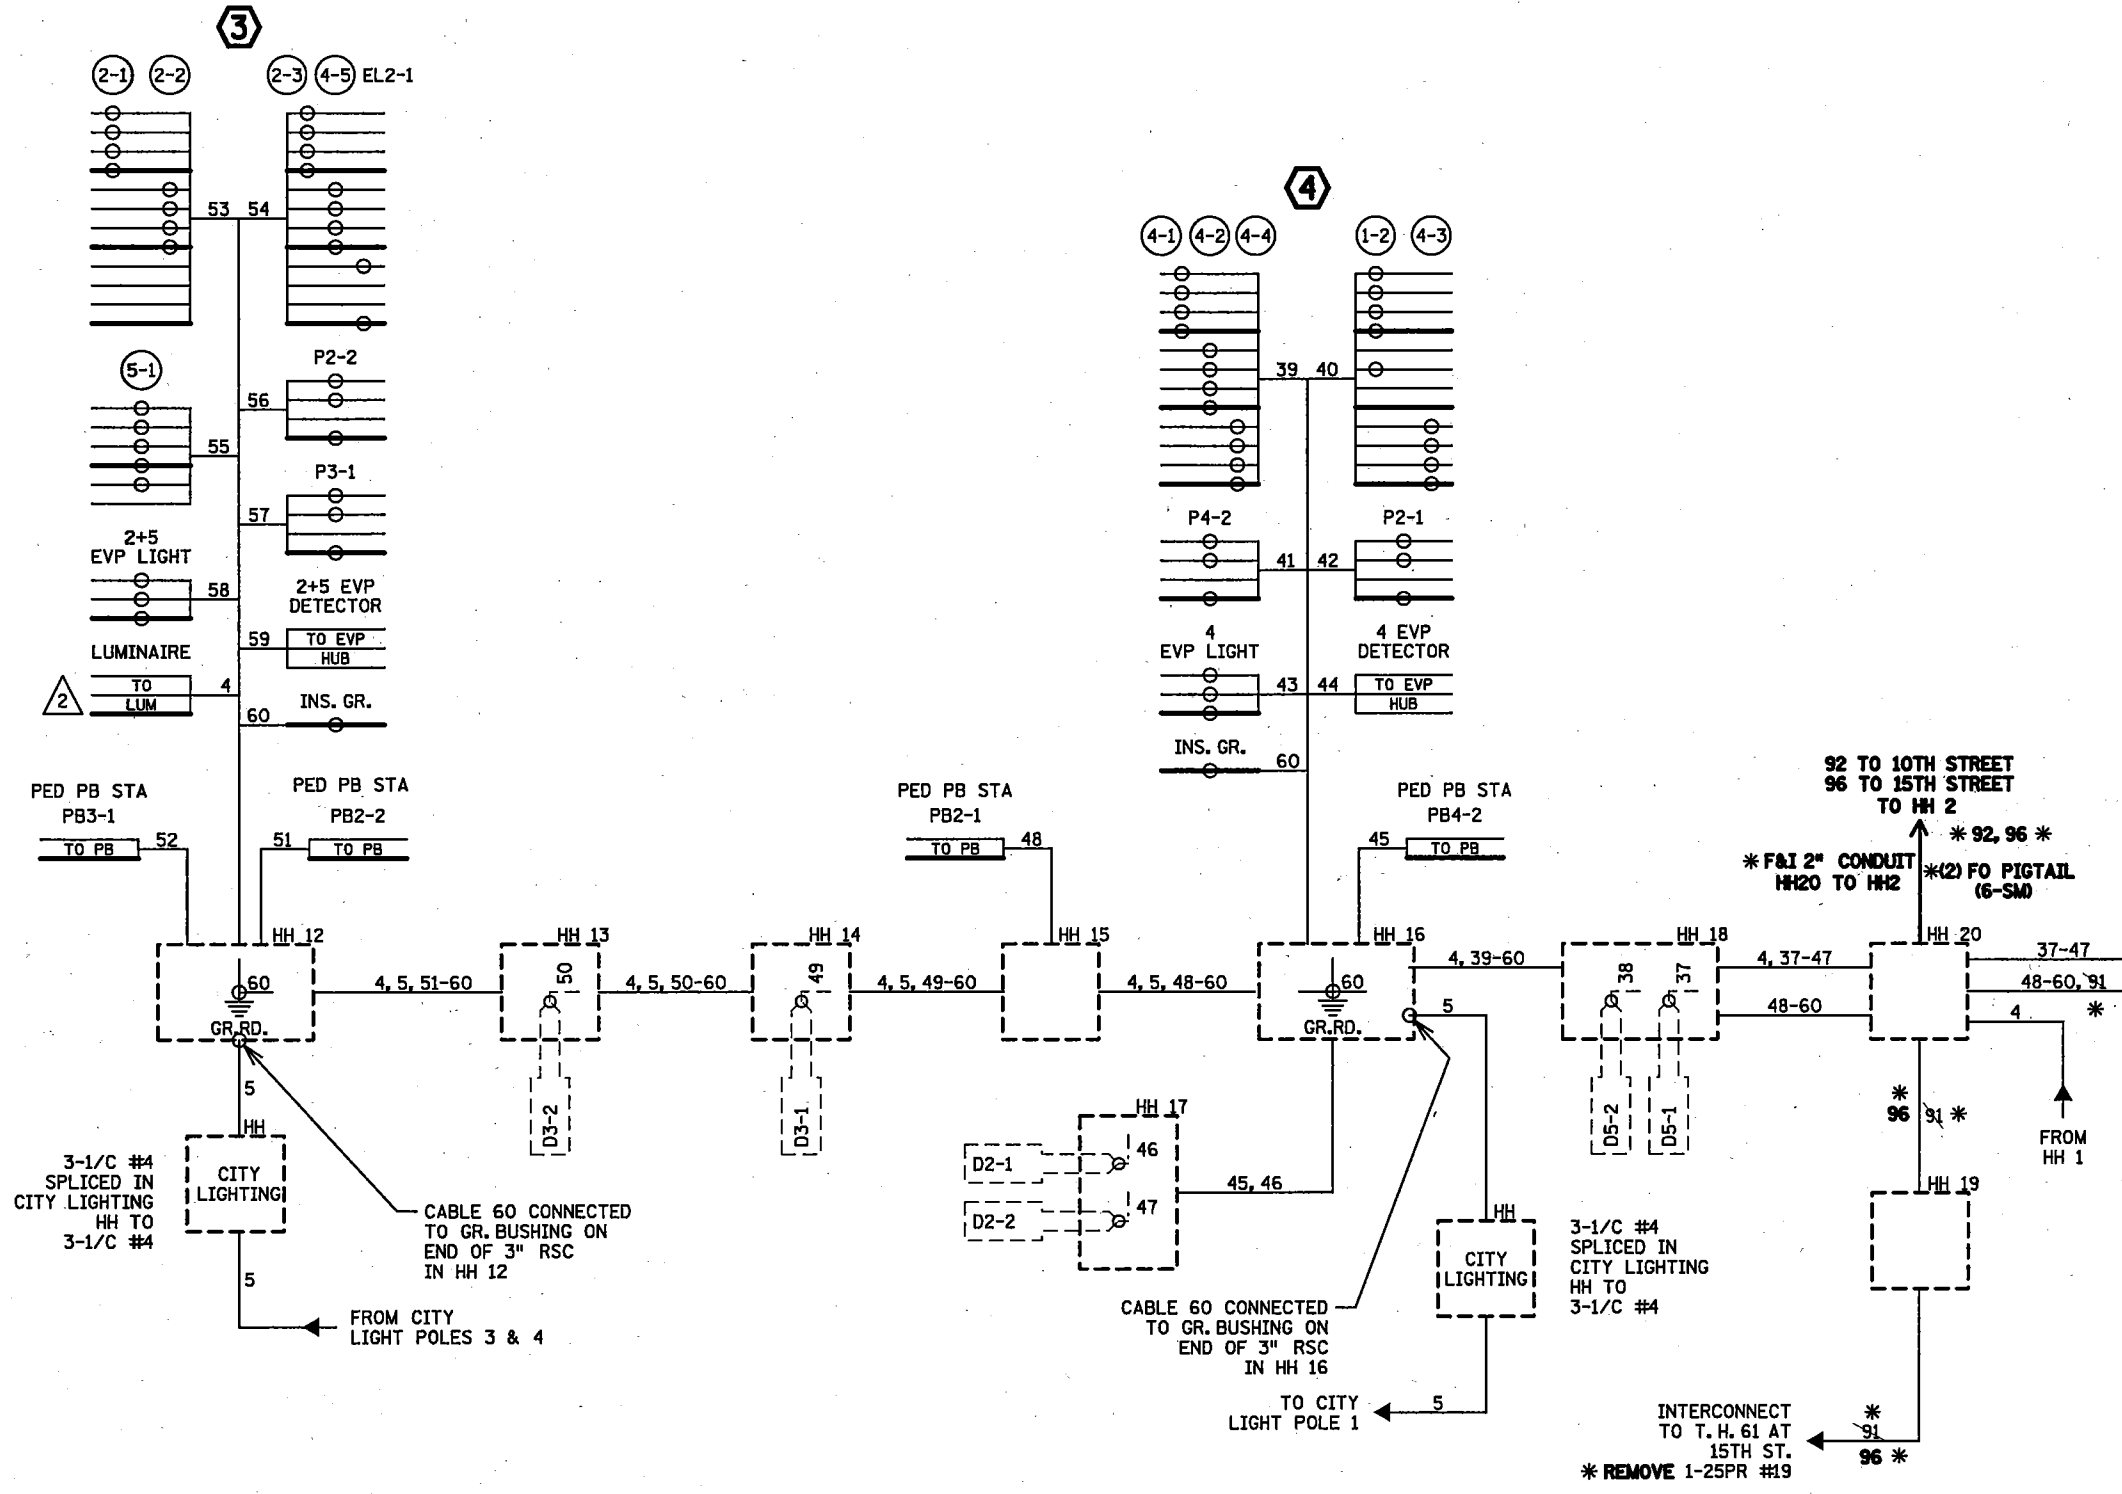 3
2-1 2-2 2-3 4-5 EL2-1
53 54
5-1
P2-2
56
55
P3-1
57
2+5
EVP LIGHT
58
2+5 EVP
DETECTOR
59 TO EVP
HUB
LUMINAIRE
2
TO
LUM
4
INS. GR.
60
PED PB STA
PB3-1
TO PB
52
PED PB STA
PB2-2
51
TO PB
4
4-1 4-2 4-4 1-2 4-3
39 40
P4-2 P2-1
41 42
4
EVP LIGHT
4 EVP
DETECTOR
43 44 TO EVP
HUB
INS. GR.
60
PED PB STA
PB2-1
TO PB
48
PED PB STA
PB4-2
45
TO PB
92 TO 10TH STREET
96 TO 15TH STREET
TO HH 2
* 92, 96 *
* F&I 2" CONDUIT
HH20 TO HH2
*(2) FO PIGTAIL
(6-SM)
HH 12
60
GR.RD.
4, 5, 51-60
HH 13
50
D3-2
4, 5, 50-60
HH 14
49
D3-1
4, 5, 49-60
HH 15
4, 5, 48-60
HH 16
60
GR.RD.
4, 39-60
5
HH 18
38 37
D5-2 D5-1
4, 37-47
48-60
HH 20
37-47
48-60, 91
*
4
FROM
HH 1
5
HH
CITY
LIGHTING
3-1/C #4
SPLICED IN
CITY LIGHTING
HH TO
3-1/C #4
5
FROM CITY
LIGHT POLES 3 & 4
CABLE 60 CONNECTED
TO GR. BUSHING ON
END OF 3" RSC
IN HH 12
HH 17
D2-1
46
D2-2
47
45, 46
CABLE 60 CONNECTED
TO GR. BUSHING ON
END OF 3" RSC
IN HH 16
HH
CITY
LIGHTING
3-1/C #4
SPLICED IN
CITY LIGHTING
HH TO
3-1/C #4
TO CITY
LIGHT POLE 1
5
*
96 91 *
HH 19
INTERCONNECT
TO T. H. 61 AT
15TH ST.
* REMOVE 1-25PR #19
*
91
96 *